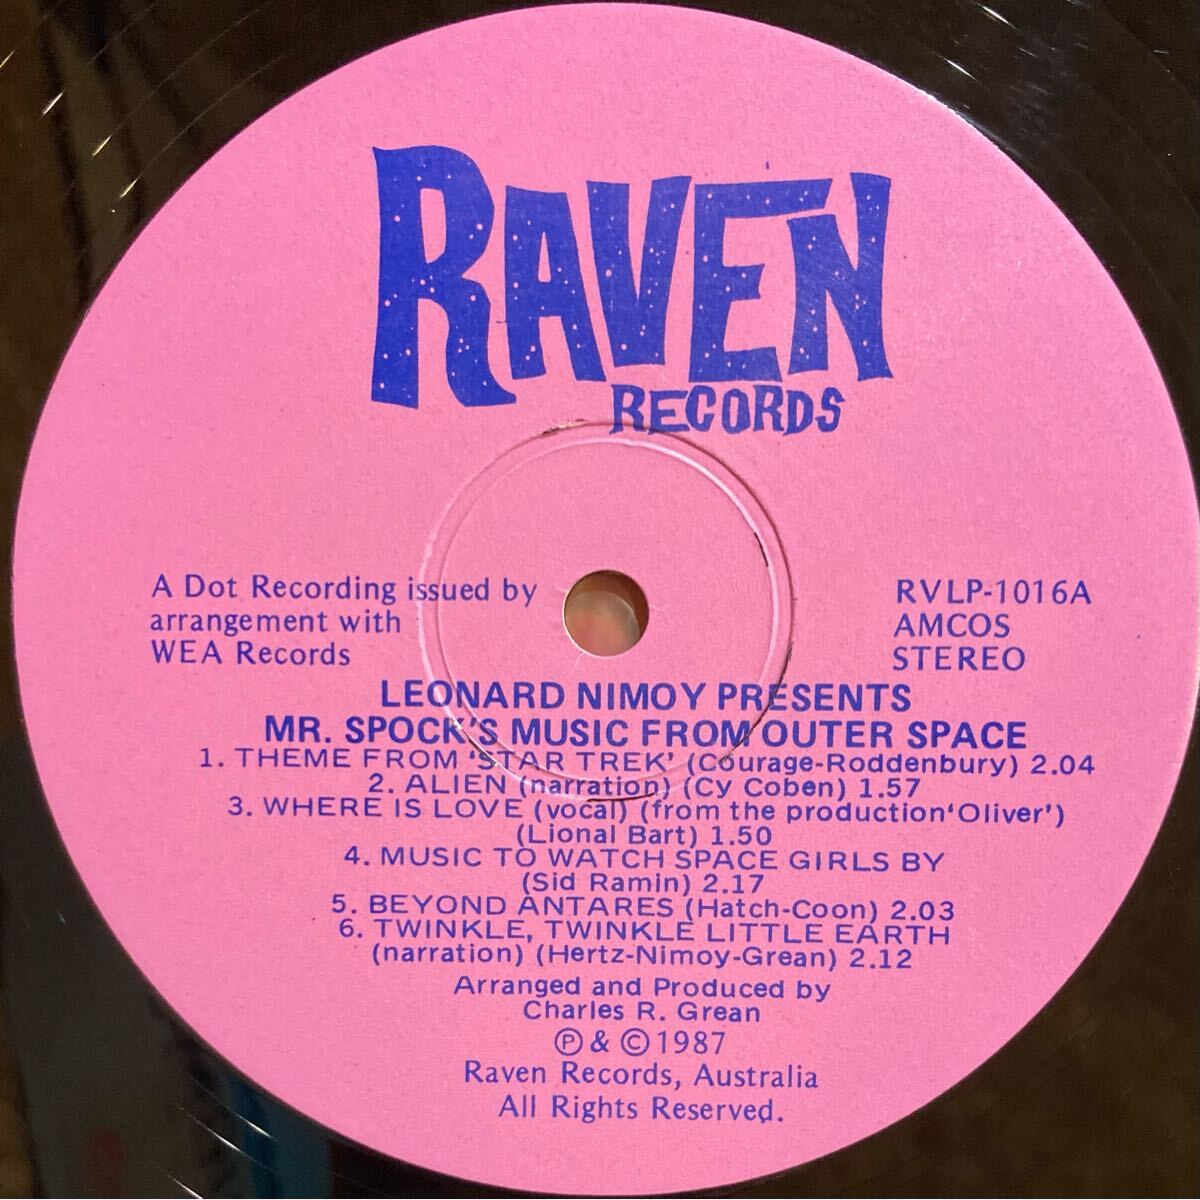 RAVEN
RECORDS
A Dot Recording issued by
arrangement with
WEA Records
RVLP-1016A
AMCOS
STEREO
LEONARD NIMOY PRESENTS
MR. SPOCK'S MUSIC FROM OUTER SPACE
1. THEME FROM 'STAR TREK' (Courage-Roddenbury) 2.04
2. ALIEN (narration) (Cy Coben) 1.57
3. WHERE IS LOVE (vocal) (from the production'Oliver')
(Lional Bart) 1.50
4. MUSIC TO WATCH SPACE GIRLS BY
(Sid Ramin) 2.17
5. BEYOND ANTARES (Hatch-Coon) 2.03
6. TWINKLE, TWINKLE LITTLE EARTH
(narration) (Hertz-Nimoy-Grean) 2.12
Arranged and Produced by
Charles R. Grean
Ⓟ & © 1987
Raven Records, Australia
All Rights Reserved.